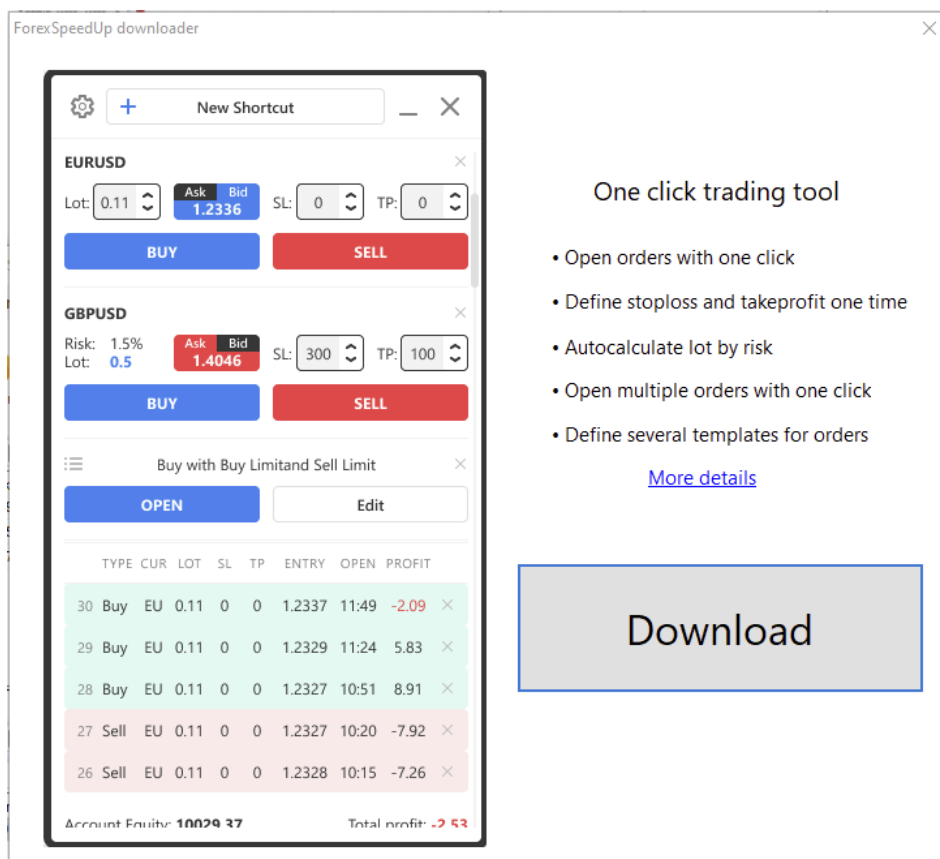 ForexSpeedUp downloader
+ New Shortcut
EURUSD
Lot: 0.11 Ask Bid 1.2336 SL: 0 TP: 0
BUY SELL
GBPUSD
Risk: 1.5%
Lot: 0.5 Ask Bid 1.4046 SL: 300 TP: 100
BUY SELL
Buy with Buy Limitand Sell Limit
OPEN Edit
TYPE CUR LOT SL TP ENTRY OPEN PROFIT
30 Buy EU 0.11 0 0 1.2337 11:49 -2.09
29 Buy EU 0.11 0 0 1.2329 11:24 5.83
28 Buy EU 0.11 0 0 1.2327 10:51 8.91
27 Sell EU 0.11 0 0 1.2327 10:20 -7.92
26 Sell EU 0.11 0 0 1.2328 10:15 -7.26
Account Equity: 10029.37 Total profit: -2.53
One click trading tool
• Open orders with one click
• Define stoploss and takeprofit one time
• Autocalculate lot by risk
• Open multiple orders with one click
• Define several templates for orders
More details
Download